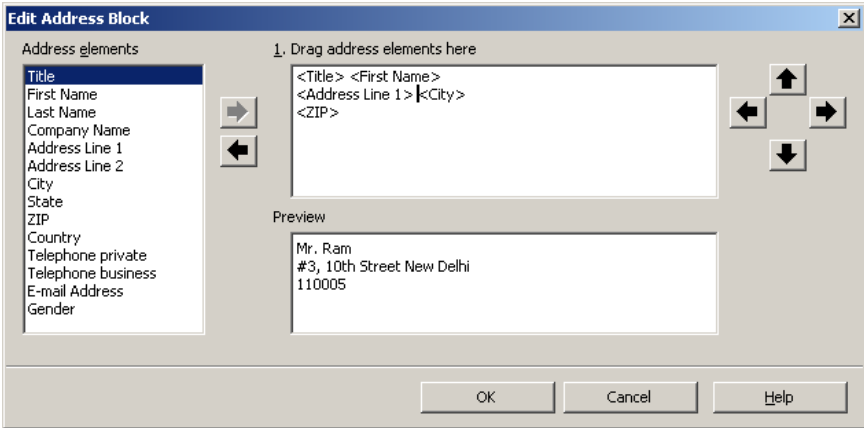 Edit Address Block
Address elements
Title
First Name
Last Name
Company Name
Address Line 1
Address Line 2
City
State
ZIP
Country
Telephone private
Telephone business
E-mail Address
Gender
1. Drag address elements here
<Title> <First Name>
<Address Line 1> <City>
<ZIP>
Preview
Mr. Ram
#3, 10th Street New Delhi
110005
OK
Cancel
Help